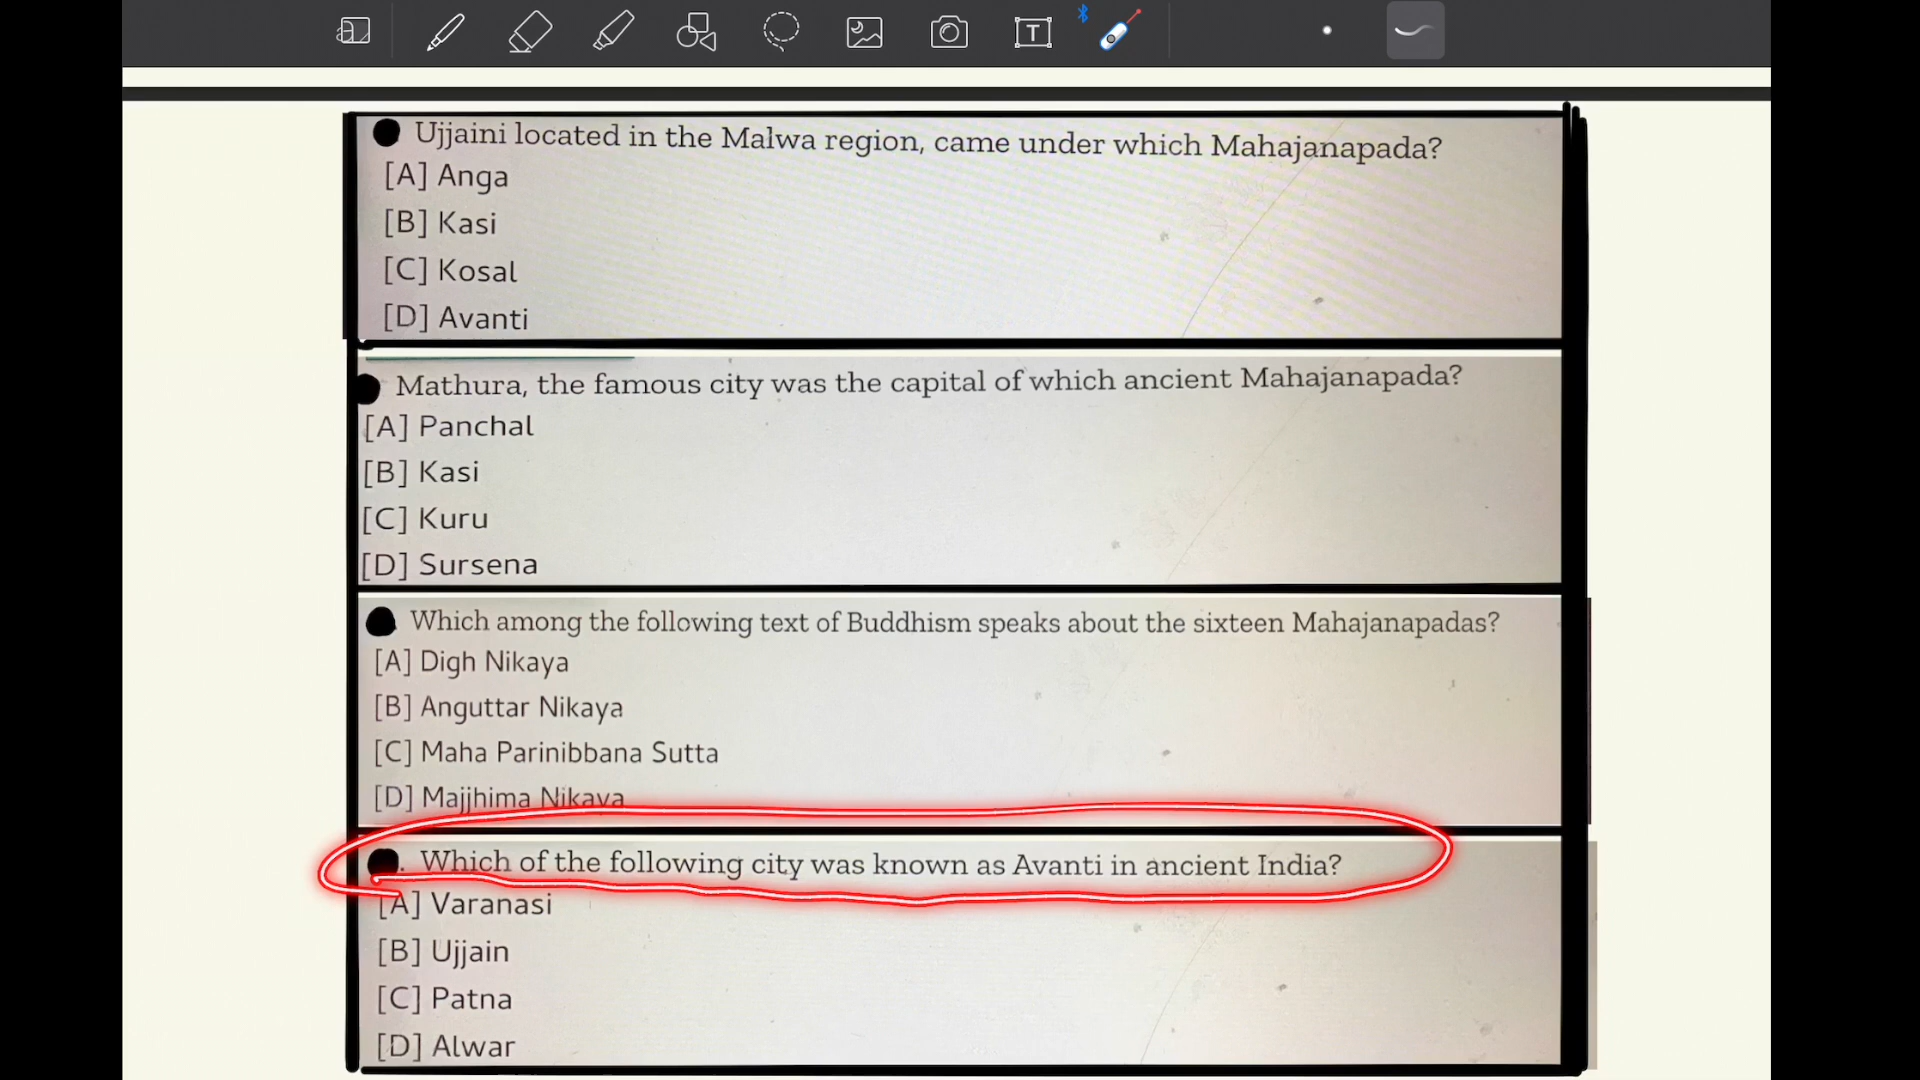 Ujjaini located in the Malwa region, came under which Mahajanapada?
[A] Anga
[B] Kasi
[C] Kosal
[D] Avanti
Mathura, the famous city was the capital of which ancient Mahajanapada?
[A] Panchal
[B] Kasi
[C] Kuru
[D] Sursena
Which among the following text of Buddhism speaks about the sixteen Mahajanapadas?
[A] Digh Nikaya
[B] Anguttar Nikaya
[C] Maha Parinibbana Sutta
[D] Majjhima Nikaya
. Which of the following city was known as Avanti in ancient India?
[A] Varanasi
[B] Ujjain
[C] Patna
[D] Alwar